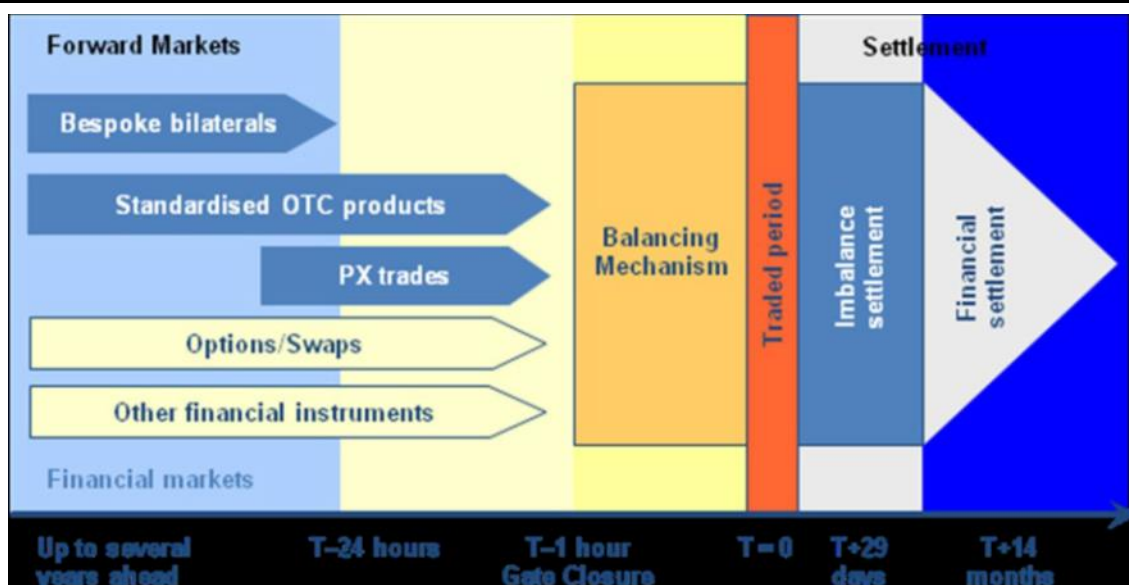 Forward Markets
Settlement
Bespoke bilaterals
Standardised OTC products
PX trades
Options/Swaps
Other financial instruments
Financial markets
Balancing
Mechanism
Traded period
Imbalance
settlement
Financial
settlement
Up to several
years ahead
T–24 hours
T–1 hour
Gate Closure
T=0
T+29
days
T+14
months